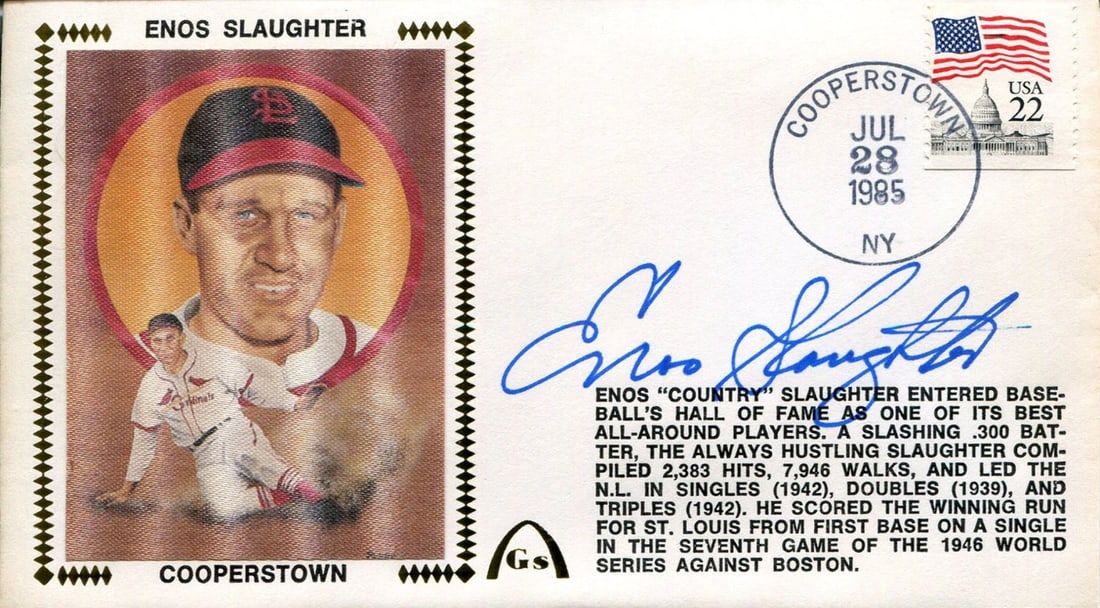 ENOS SLAUGHTER
StL
Cardinals
COOPERSTOWN
COOPERSTOWN
JUL
28
1985
NY
USA
22
Enos Slaughter
ENOS "COUNTRY" SLAUGHTER ENTERED BASE-
BALL'S HALL OF FAME AS ONE OF ITS BEST
ALL-AROUND PLAYERS. A SLASHING .300 BAT-
TER, THE ALWAYS HUSTLING SLAUGHTER COM-
PILED 2,383 HITS, 7,946 WALKS, AND LED THE
N.L. IN SINGLES (1942), DOUBLES (1939), AND
TRIPLES (1942). HE SCORED THE WINNING RUN
FOR ST. LOUIS FROM FIRST BASE ON A SINGLE
IN THE SEVENTH GAME OF THE 1946 WORLD
SERIES AGAINST BOSTON.
Gs